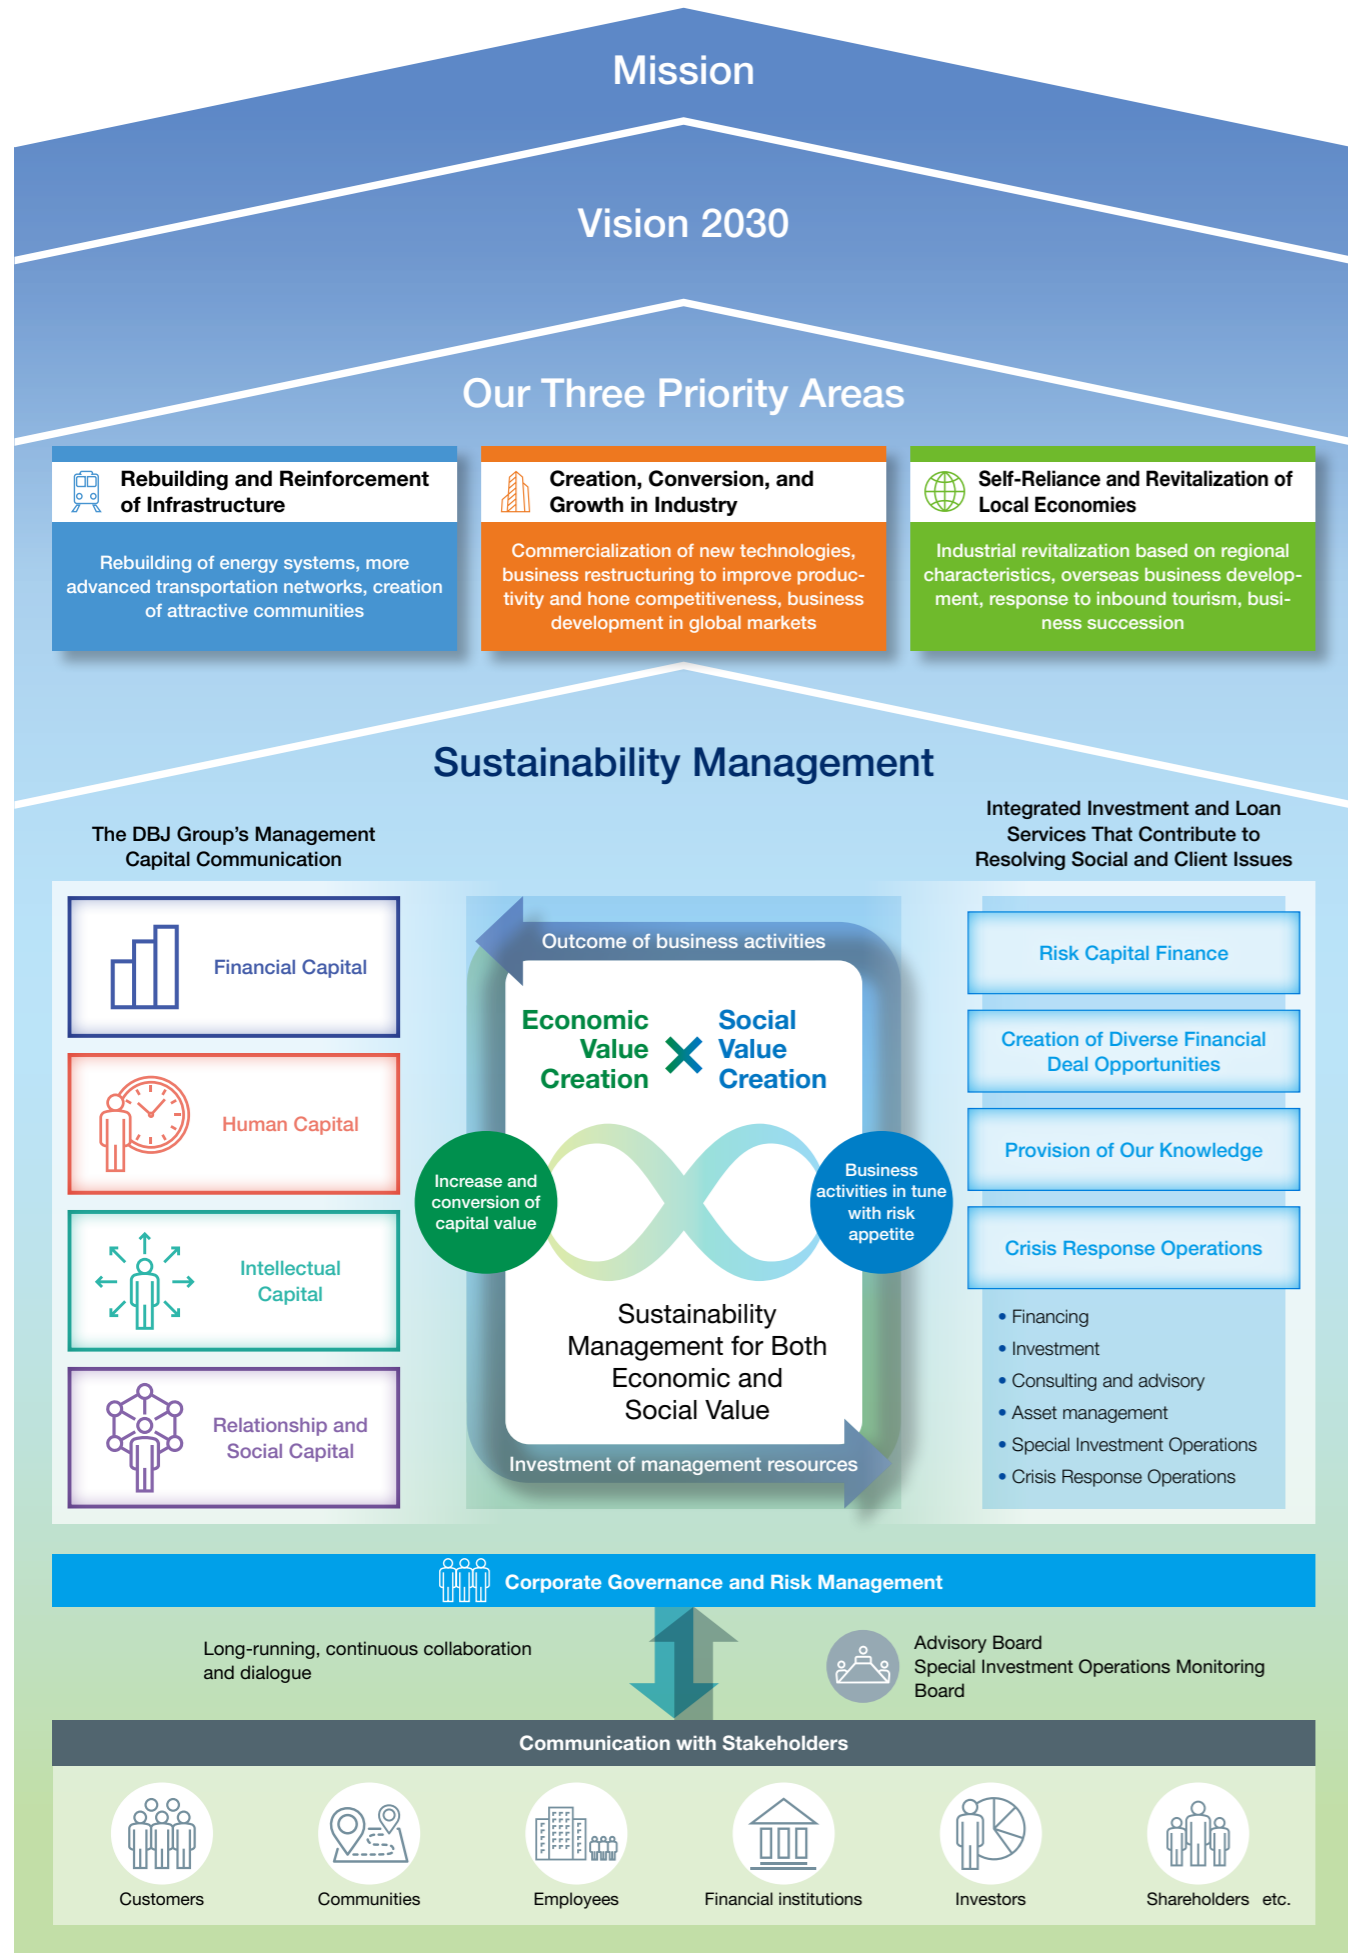 Mission
Vision 2030
Our Three Priority Areas
Rebuilding and Reinforcement
of Infrastructure
Rebuilding of energy systems, more
advanced transportation networks, creation
of attractive communities
Creation, Conversion, and
Growth in Industry
Commercialization of new technologies,
business restructuring to improve produc-
tivity and hone competitiveness, business
development in global markets
Self-Reliance and Revitalization of
Local Economies
Industrial revitalization based on regional
characteristics, overseas business develop-
ment, response to inbound tourism, busi-
ness succession
Sustainability Management
The DBJ Group's Management
Capital Communication
Financial Capital
Human Capital
Intellectual
Capital
Relationship and
Social Capital
Outcome of business activities
Economic
Value
Creation
×
Social
Value
Creation
Increase and
conversion of
capital value
Business
activities in tune
with risk
appetite
Sustainability
Management for Both
Economic and
Social Value
Investment of management resources
Integrated Investment and Loan
Services That Contribute to
Resolving Social and Client Issues
Risk Capital Finance
Creation of Diverse Financial
Deal Opportunities
Provision of Our Knowledge
Crisis Response Operations
• Financing
• Investment
• Consulting and advisory
• Asset management
• Special Investment Operations
• Crisis Response Operations
Corporate Governance and Risk Management
Long-running, continuous collaboration
and dialogue
Advisory Board
Special Investment Operations Monitoring
Board
Communication with Stakeholders
Customers
Communities
Employees
Financial institutions
Investors
Shareholders etc.